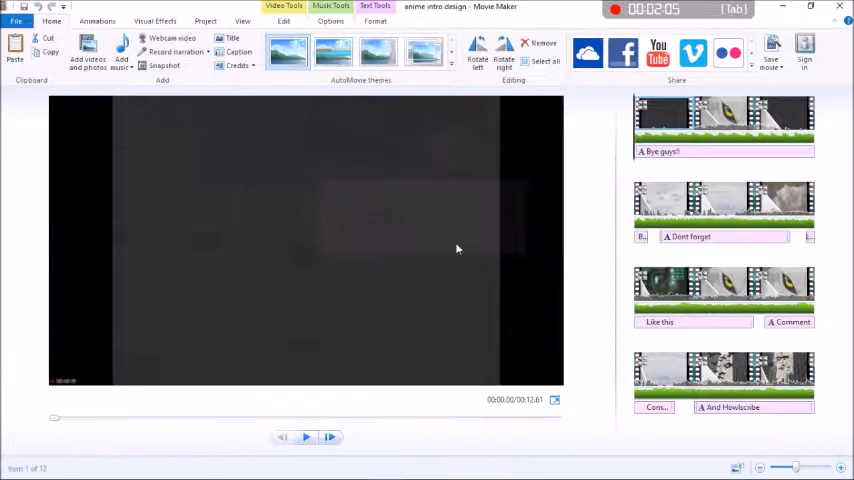 Video Tools Music Tools Text Tools anime intro design - Movie Maker
00:02:05 [Tab]
File Home Animations Visual Effects Project View Edit Options Format
Paste
Cut
Copy
Clipboard
Add videos and photos
Add music
Webcam video
Record narration
Snapshot
Title
Caption
Credits
Add
AutoMovie themes
Rotate left
Rotate right
Remove
Select all
Editing
You Tube
Share
Save movie
Sign in
A Bye guys!!
B... A Dont forget L...
Like this A Comment
Com... A And Howlscribe
00:00.00/00:12.61
Item 1 of 12